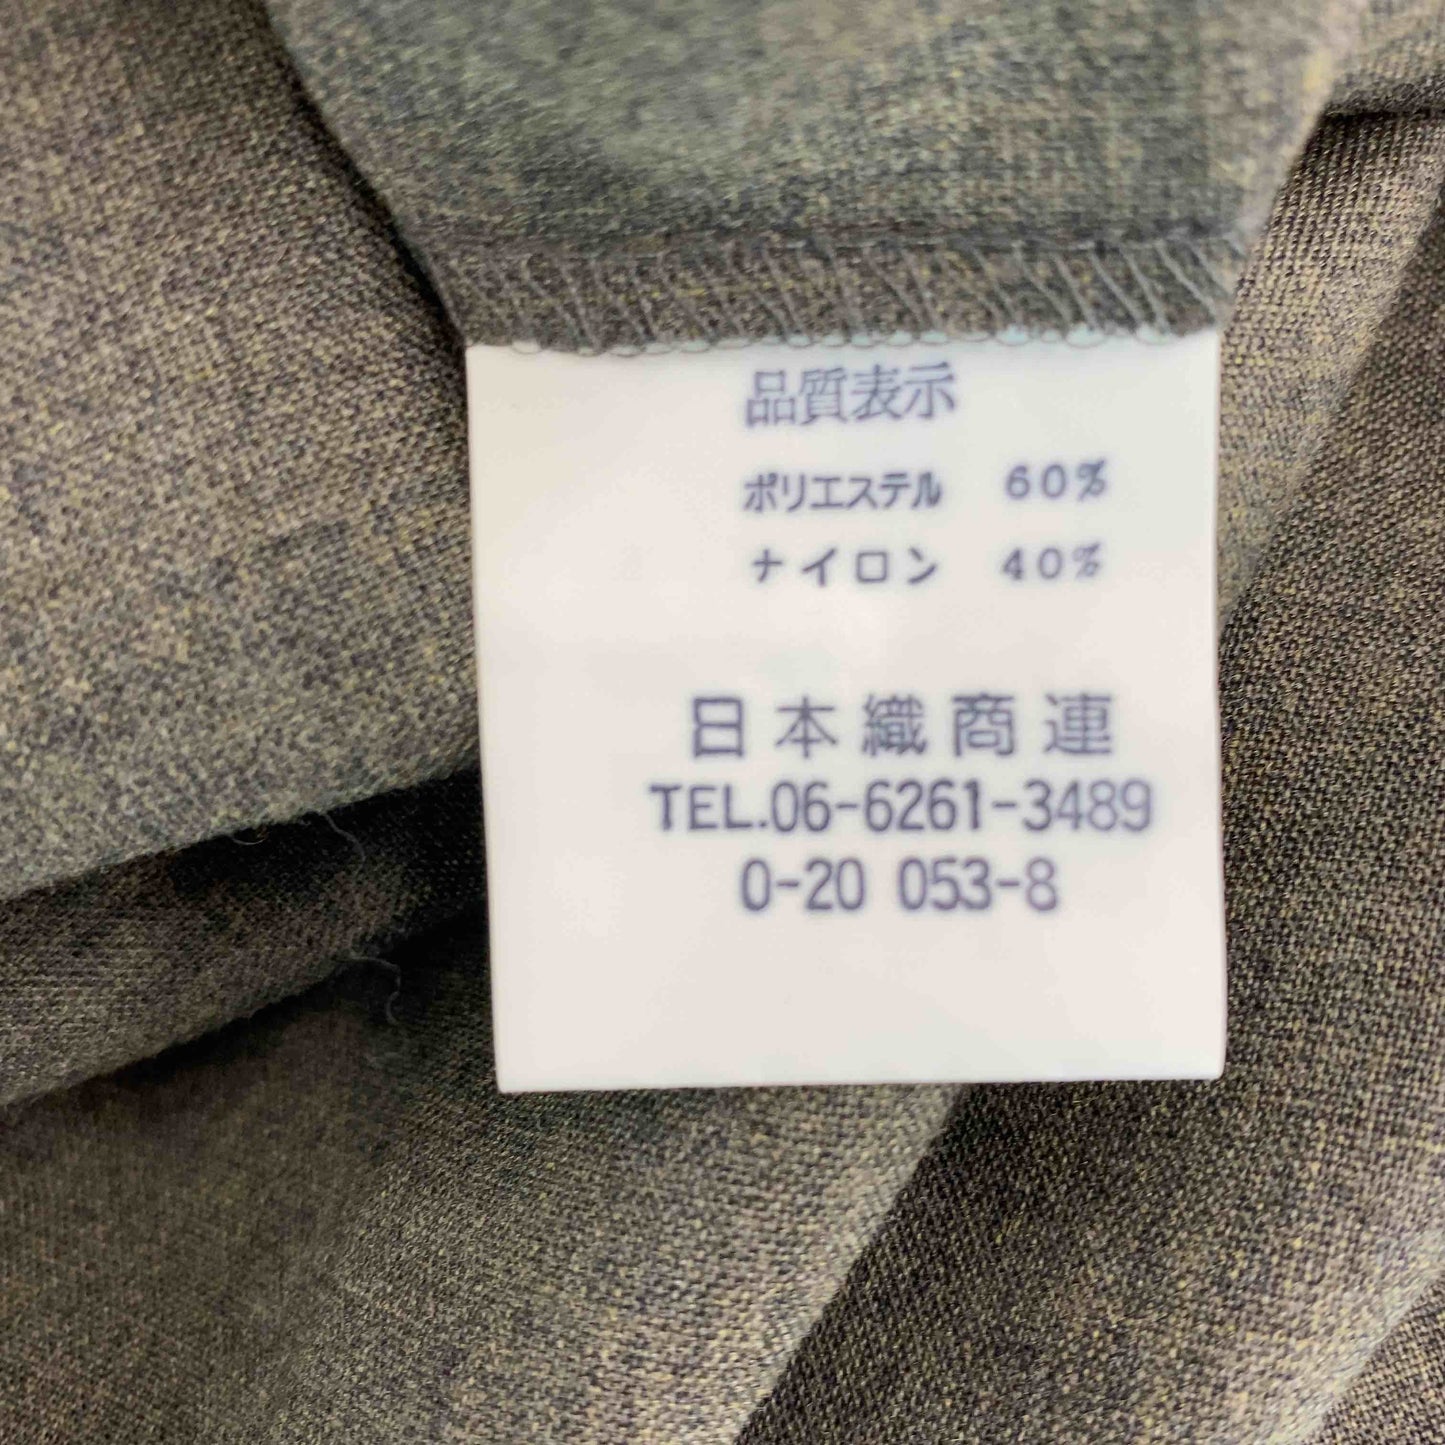 品質表示
ポリエステル 60%
ナイロン 40%
日本織商連
TEL.06-6261-3489
0-20 053-8